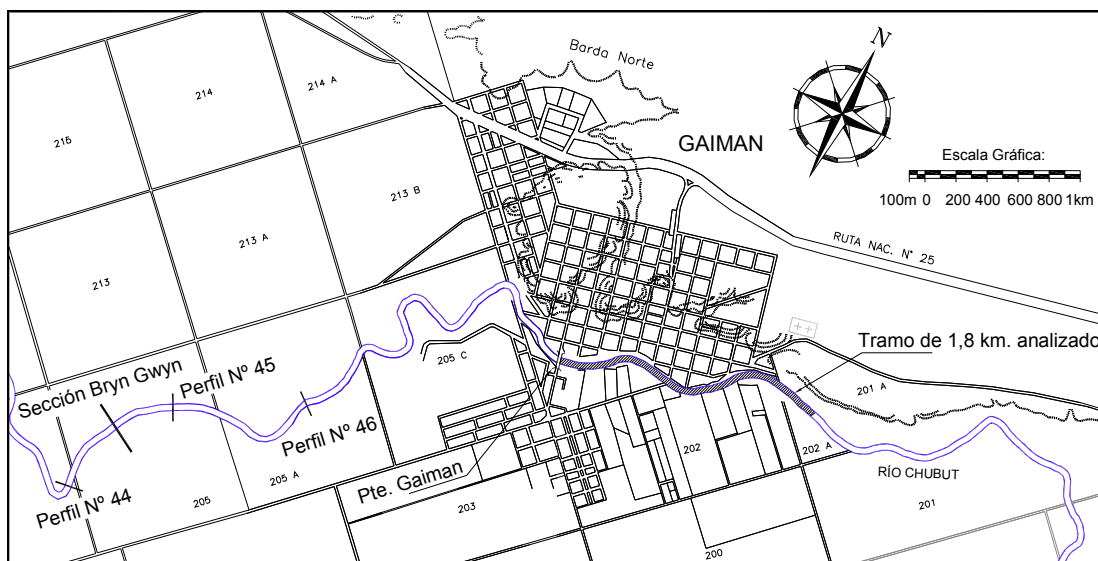 Barda Norte
N
GAIMAN
Escala Gráfica:
100m 0 200 400 600 800 1km
215
214
214 A
213 B
213 A
213
RUTA NAC. N° 25
Tramo de 1,8 km. analizado
201 A
205 C
Sección Bryn Gwyn
Perfil Nº 45
Perfil Nº 46
Perfil Nº 44
205
205 A
Pte. Gaiman
203
202
202 A
RÍO CHUBUT
201
200